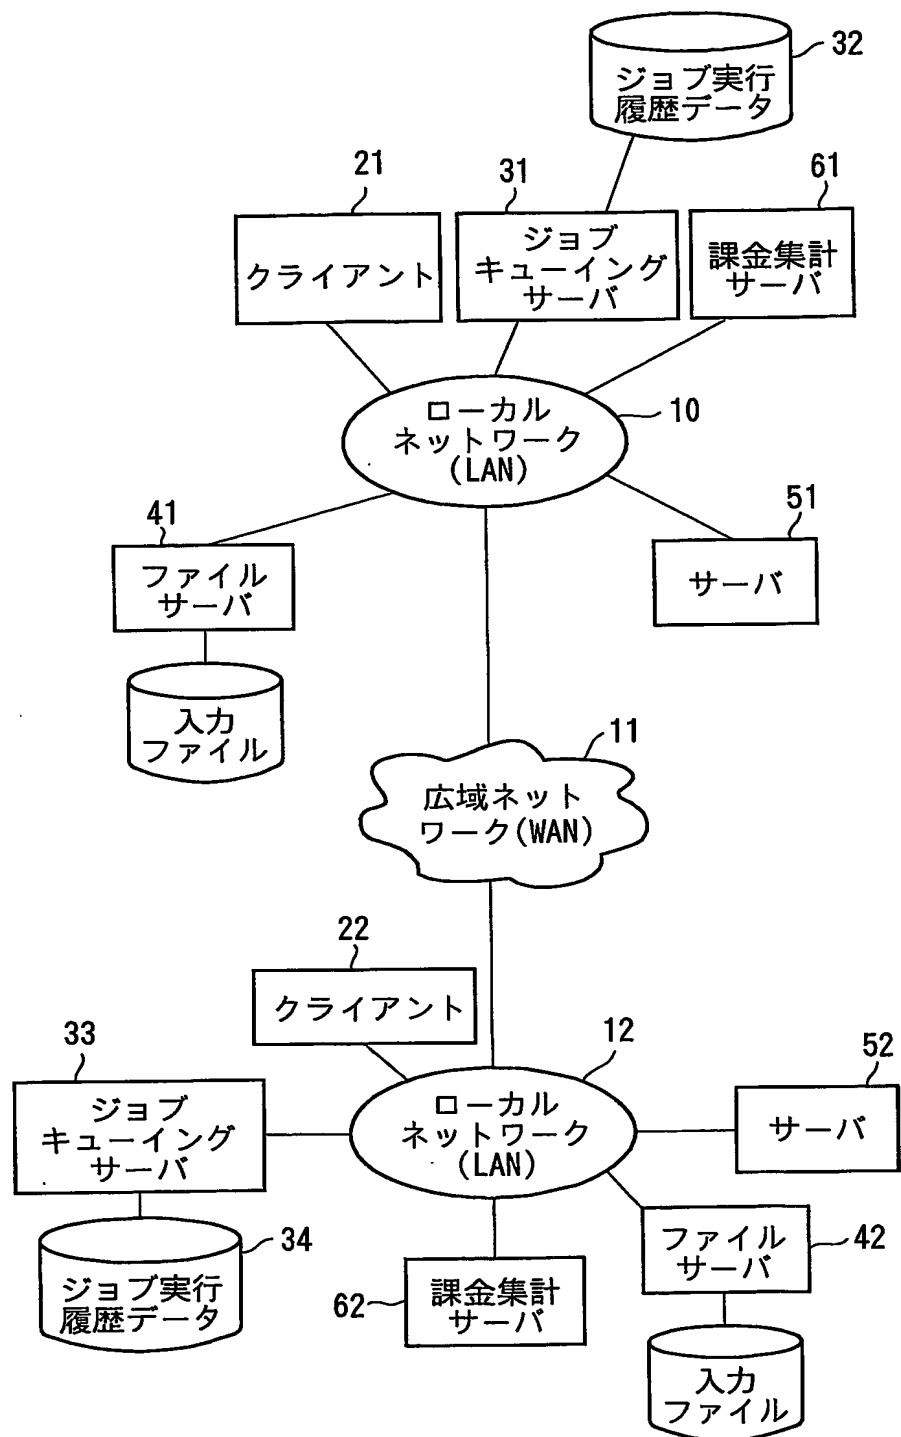 32
ジョブ実行
履歴データ
21
31
61
クライアント
ジョブ
キューイング
サーバ
課金集計
サーバ
ローカル
ネットワーク
(LAN)
10
41
ファイル
サーバ
51
サーバ
入力
ファイル
11
広域ネット
ワーク(WAN)
22
クライアント
33
ジョブ
キューイング
サーバ
12
ローカル
ネットワーク
(LAN)
52
サーバ
34
ジョブ実行
履歴データ
62
課金集計
サーバ
ファイル
サーバ
42
入力
ファイル